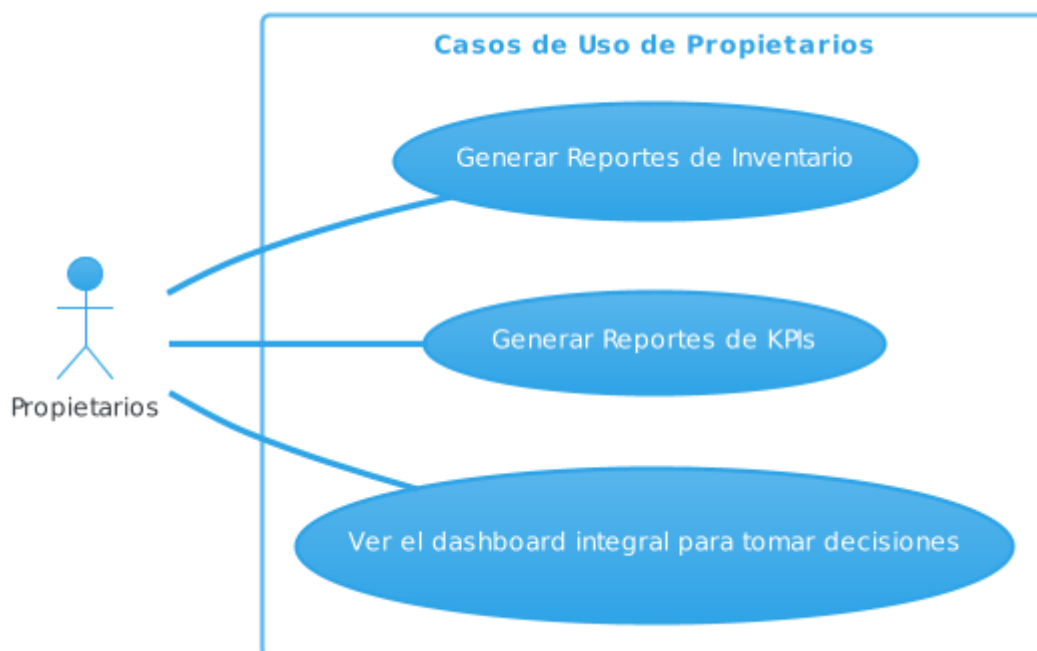 Casos de Uso de Propietarios
Generar Reportes de Inventario
Generar Reportes de KPIs
Propietarios
Ver el dashboard integral para tomar decisiones